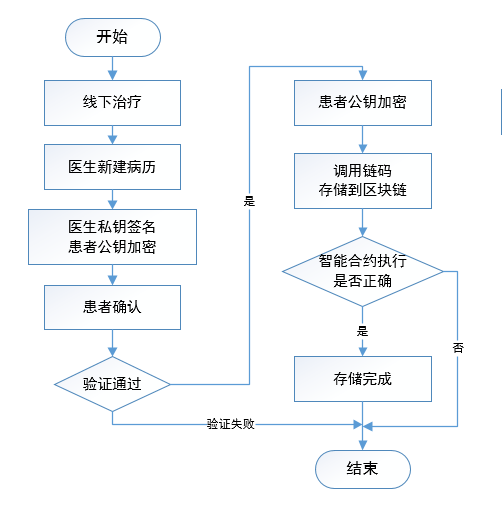 开始
线下治疗
医生新建病历
医生私钥签名
患者公钥加密
患者确认
验证通过
验证失败
是
患者公钥加密
调用链码
存储到区块链
智能合约执行
是否正确
是
否
存储完成
结束